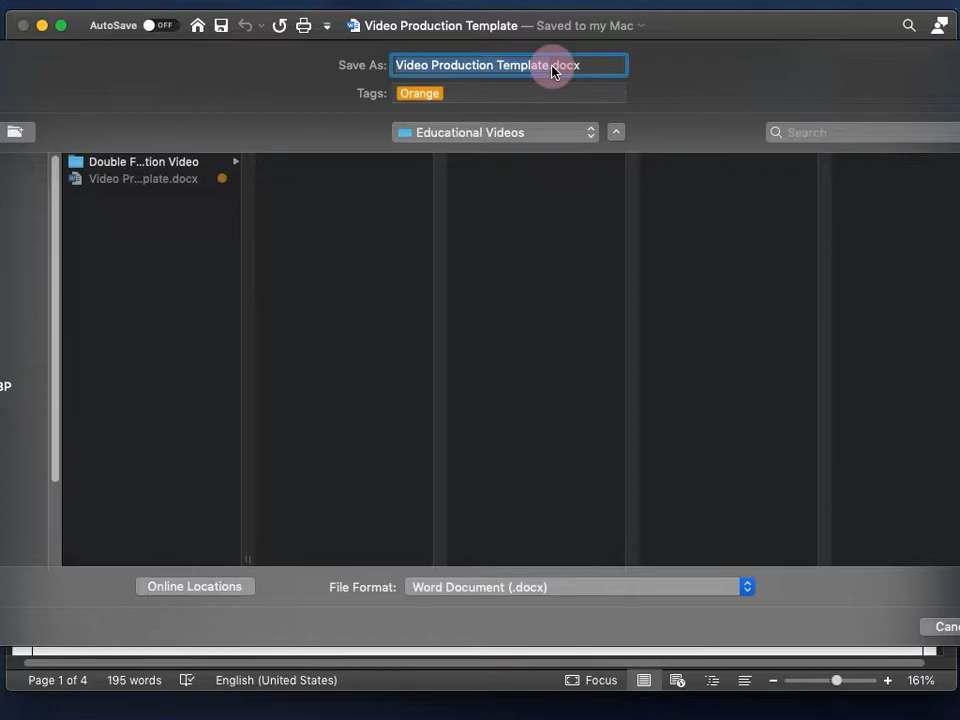 AutoSave OFF Video Production Template — Saved to my Mac
Save As: Video Production Template.docx
Tags: Orange
Educational Videos
Search
Double F...tion Video
Video Pr...plate.docx
3P
Online Locations
File Format: Word Document (.docx)
Canc
Page 1 of 4 195 words English (United States) Focus 161%